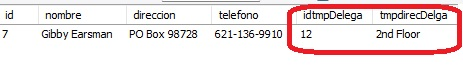 id nombre direccion telefono idtmpDelega tmpdirecDelga
7 Gibby Earsman PO Box 98728 621-136-9910 12 2nd Floor